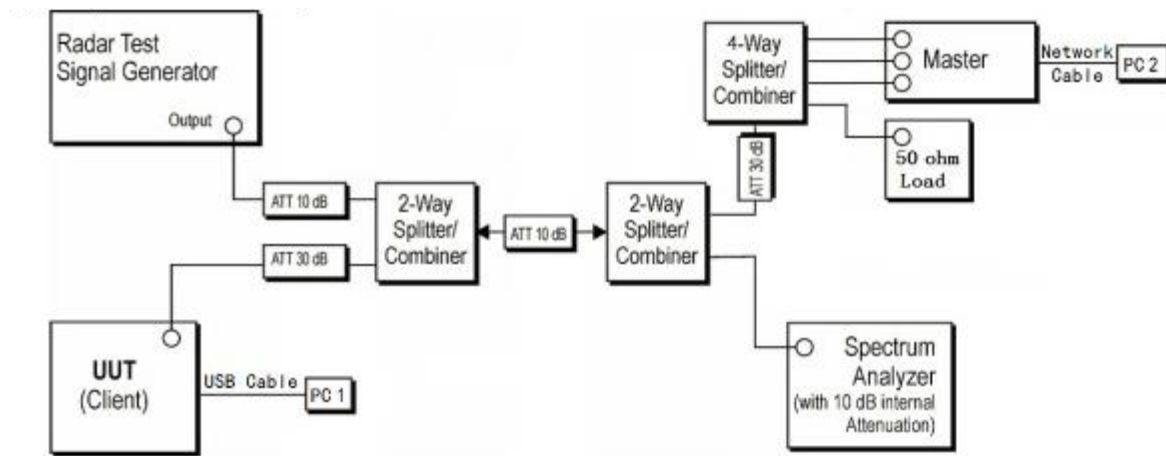 Radar Test
Signal Generator
Output
ATT 10 dB
ATT 30 dB
2-Way
Splitter/
Combiner
ATT 10 dB
2-Way
Splitter/
Combiner
ATT 30 dB
4-Way
Splitter/
Combiner
Master
Network
Cable
PC 2
50 ohm
Load
UUT
(Client)
USB Cable
PC 1
Spectrum
Analyzer
(with 10 dB internal
Attenuation)